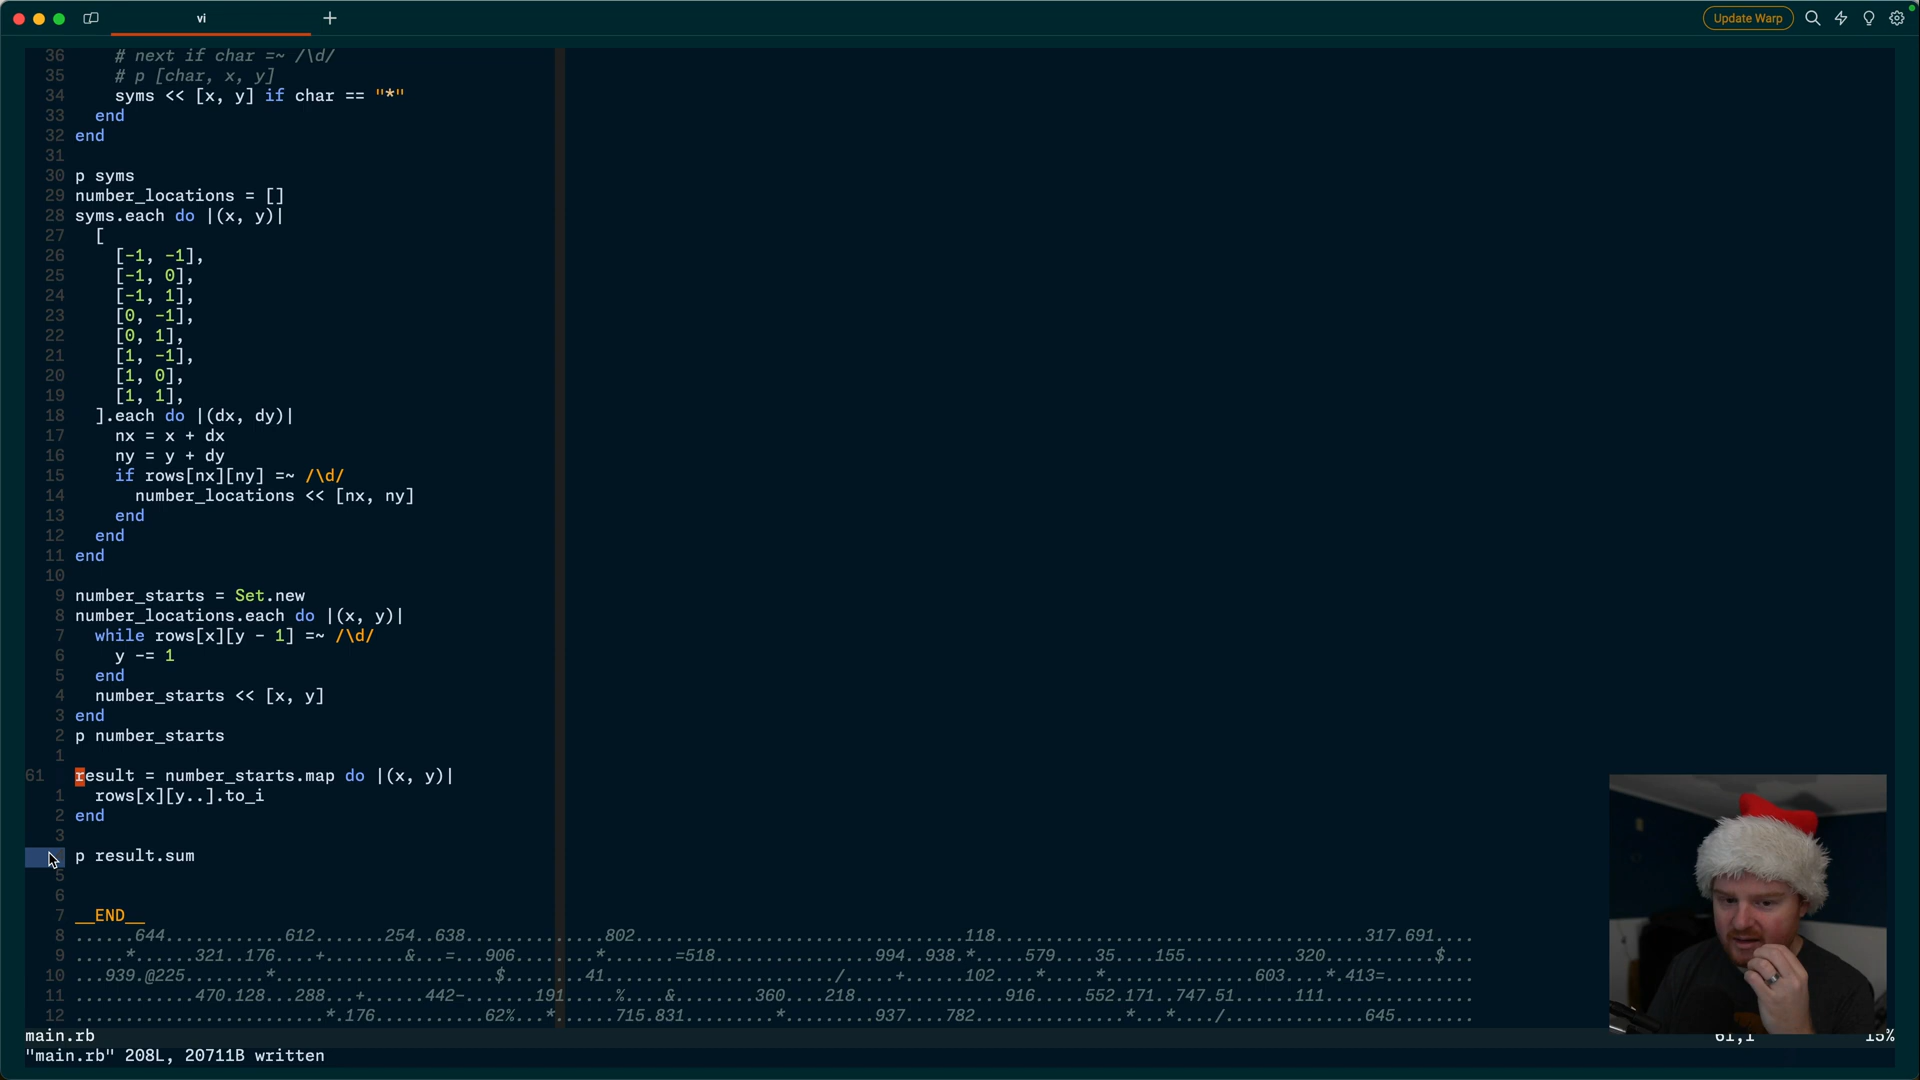 vi
Update Warp
36 # next if char =~ /\d/
35 # p [char, x, y]
34 syms << [x, y] if char == "*"
33 end
32 end
31
30 p syms
29 number_locations = []
28 syms.each do |(x, y)|
27 [
26 [-1, -1],
25 [-1, 0],
24 [-1, 1],
23 [0, -1],
22 [0, 1],
21 [1, -1],
20 [1, 0],
19 [1, 1],
18 ].each do |(dx, dy)|
17 nx = x + dx
16 ny = y + dy
15 if rows[nx][ny] =~ /\d/
14 number_locations << [nx, ny]
13 end
12 end
11 end
10
9 number_starts = Set.new
8 number_locations.each do |(x, y)|
7 while rows[x][y - 1] =~ /\d/
6 y -= 1
5 end
4 number_starts << [x, y]
3 end
2 p number_starts
1
61 result = number_starts.map do |(x, y)|
1 rows[x][y..].to_i
2 end
3
p result.sum
5
6
7 __END__
8 ......644............612.......254..638..............802.................................118.....................................317.691....
9 .....*......321..176....+........&...=...906........*.......=518................994..938.*.....579....35....155..........320...........$...
10 ...939.@225........*......................$........41......................../.....+.......102....*.....*...............603....*.413=.........
11 ............470.128...288...+......442-.......191.....%....&........360....218...............916.....552.171..747.51......111...............
12 .........................*.176...........62%...*......715.831.........*.........937....782...............*...*..../..............645........
main.rb 61,1 15%
"main.rb" 208L, 20711B written